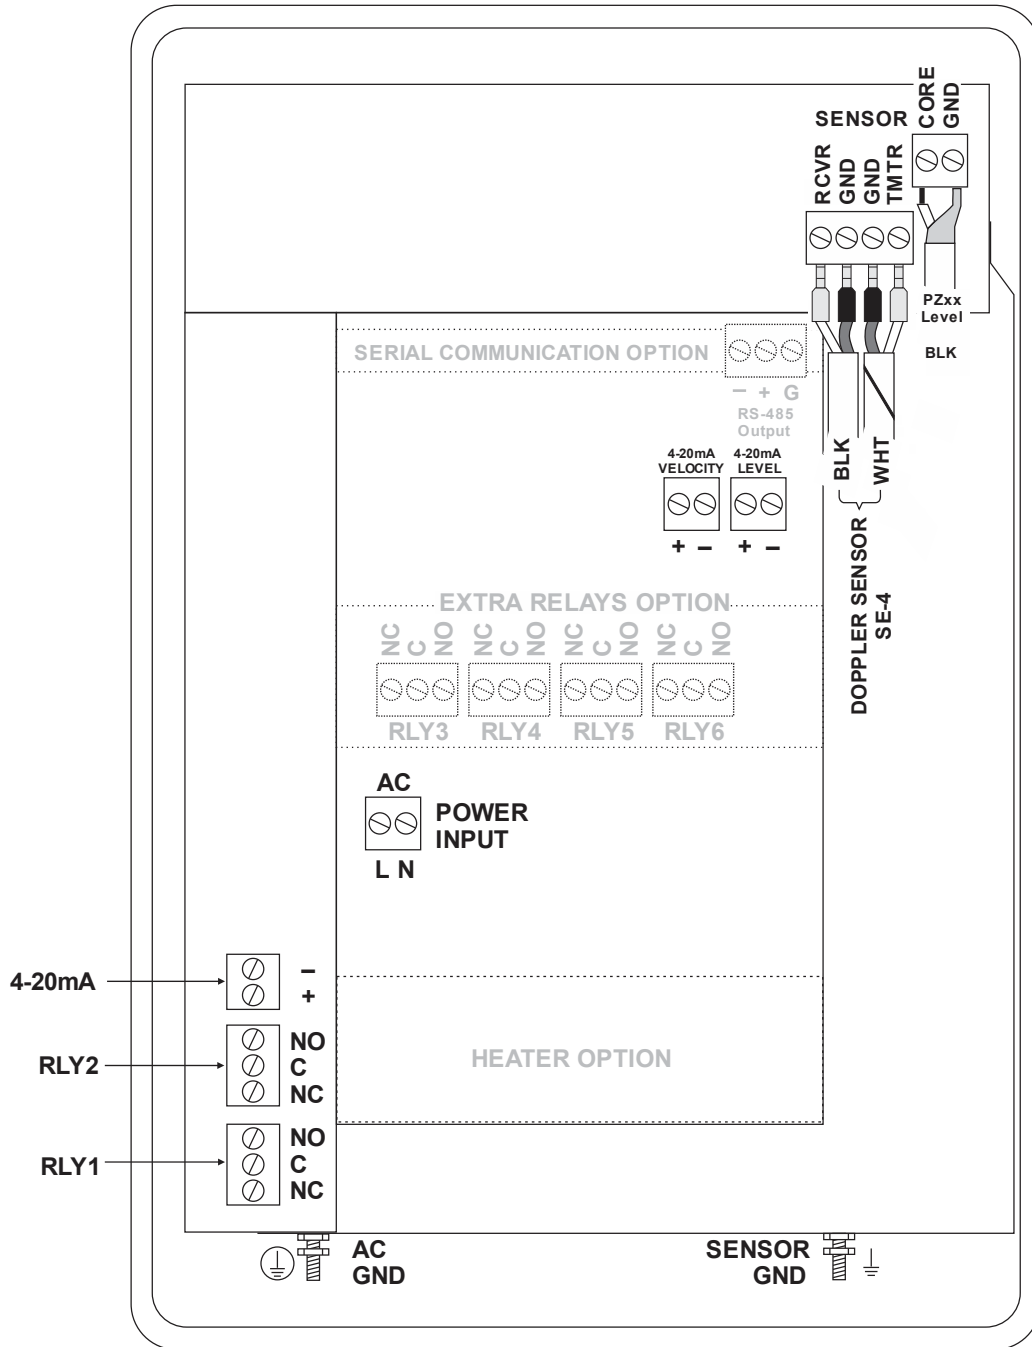 CORE
GND
SENSOR
RCVR
GND
GND
TMTR
PZxx
Level
BLK
SERIAL COMMUNICATION OPTION
– + G
RS-485
Output
4-20mA
VELOCITY
4-20mA
LEVEL
+ –
+ –
BLK
WHT
DOPPLER SENSOR
SE-4
EXTRA RELAYS OPTION
NC
C
NO
NC
C
NO
NC
C
NO
NC
C
NO
RLY3
RLY4
RLY5
RLY6
AC
POWER
INPUT
L N
4-20mA
–
+
RLY2
NO
C
NC
HEATER OPTION
RLY1
NO
C
NC
AC
GND
SENSOR
GND